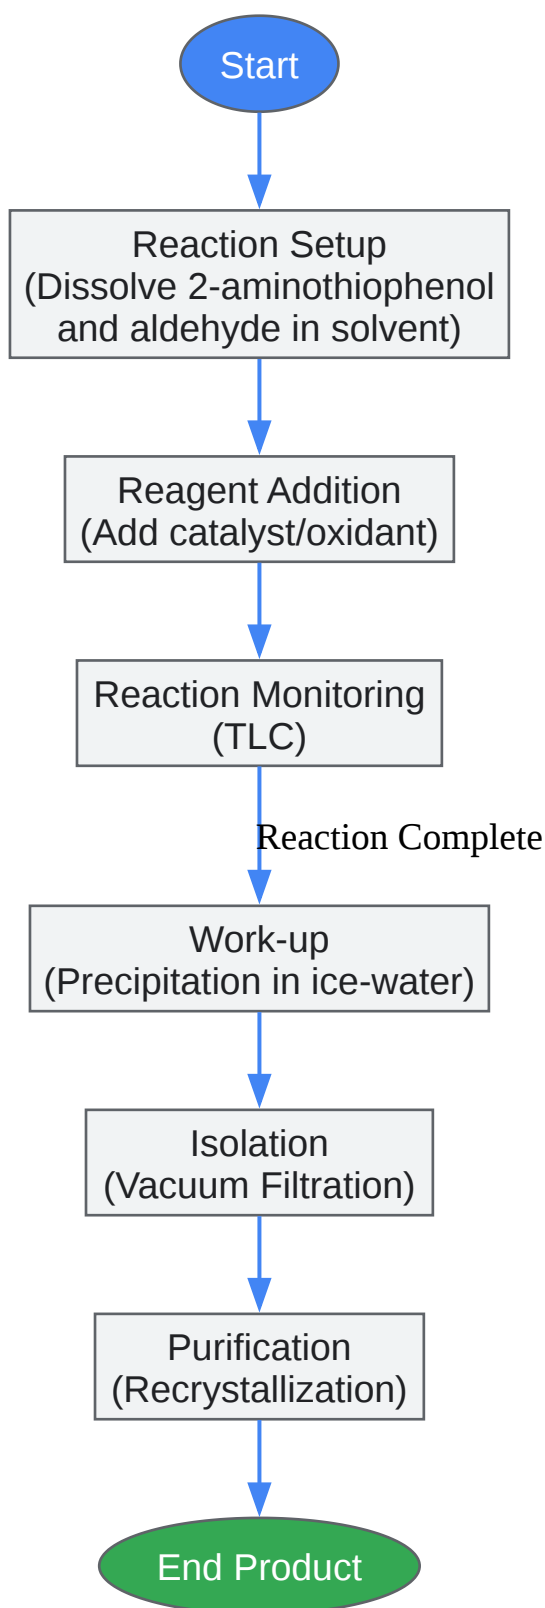 Start
Reaction Setup
(Dissolve 2-aminothiophenol
and aldehyde in solvent)
Reagent Addition
(Add catalyst/oxidant)
Reaction Monitoring
(TLC)
Reaction Complete
Work-up
(Precipitation in ice-water)
Isolation
(Vacuum Filtration)
Purification
(Recrystallization)
End Product